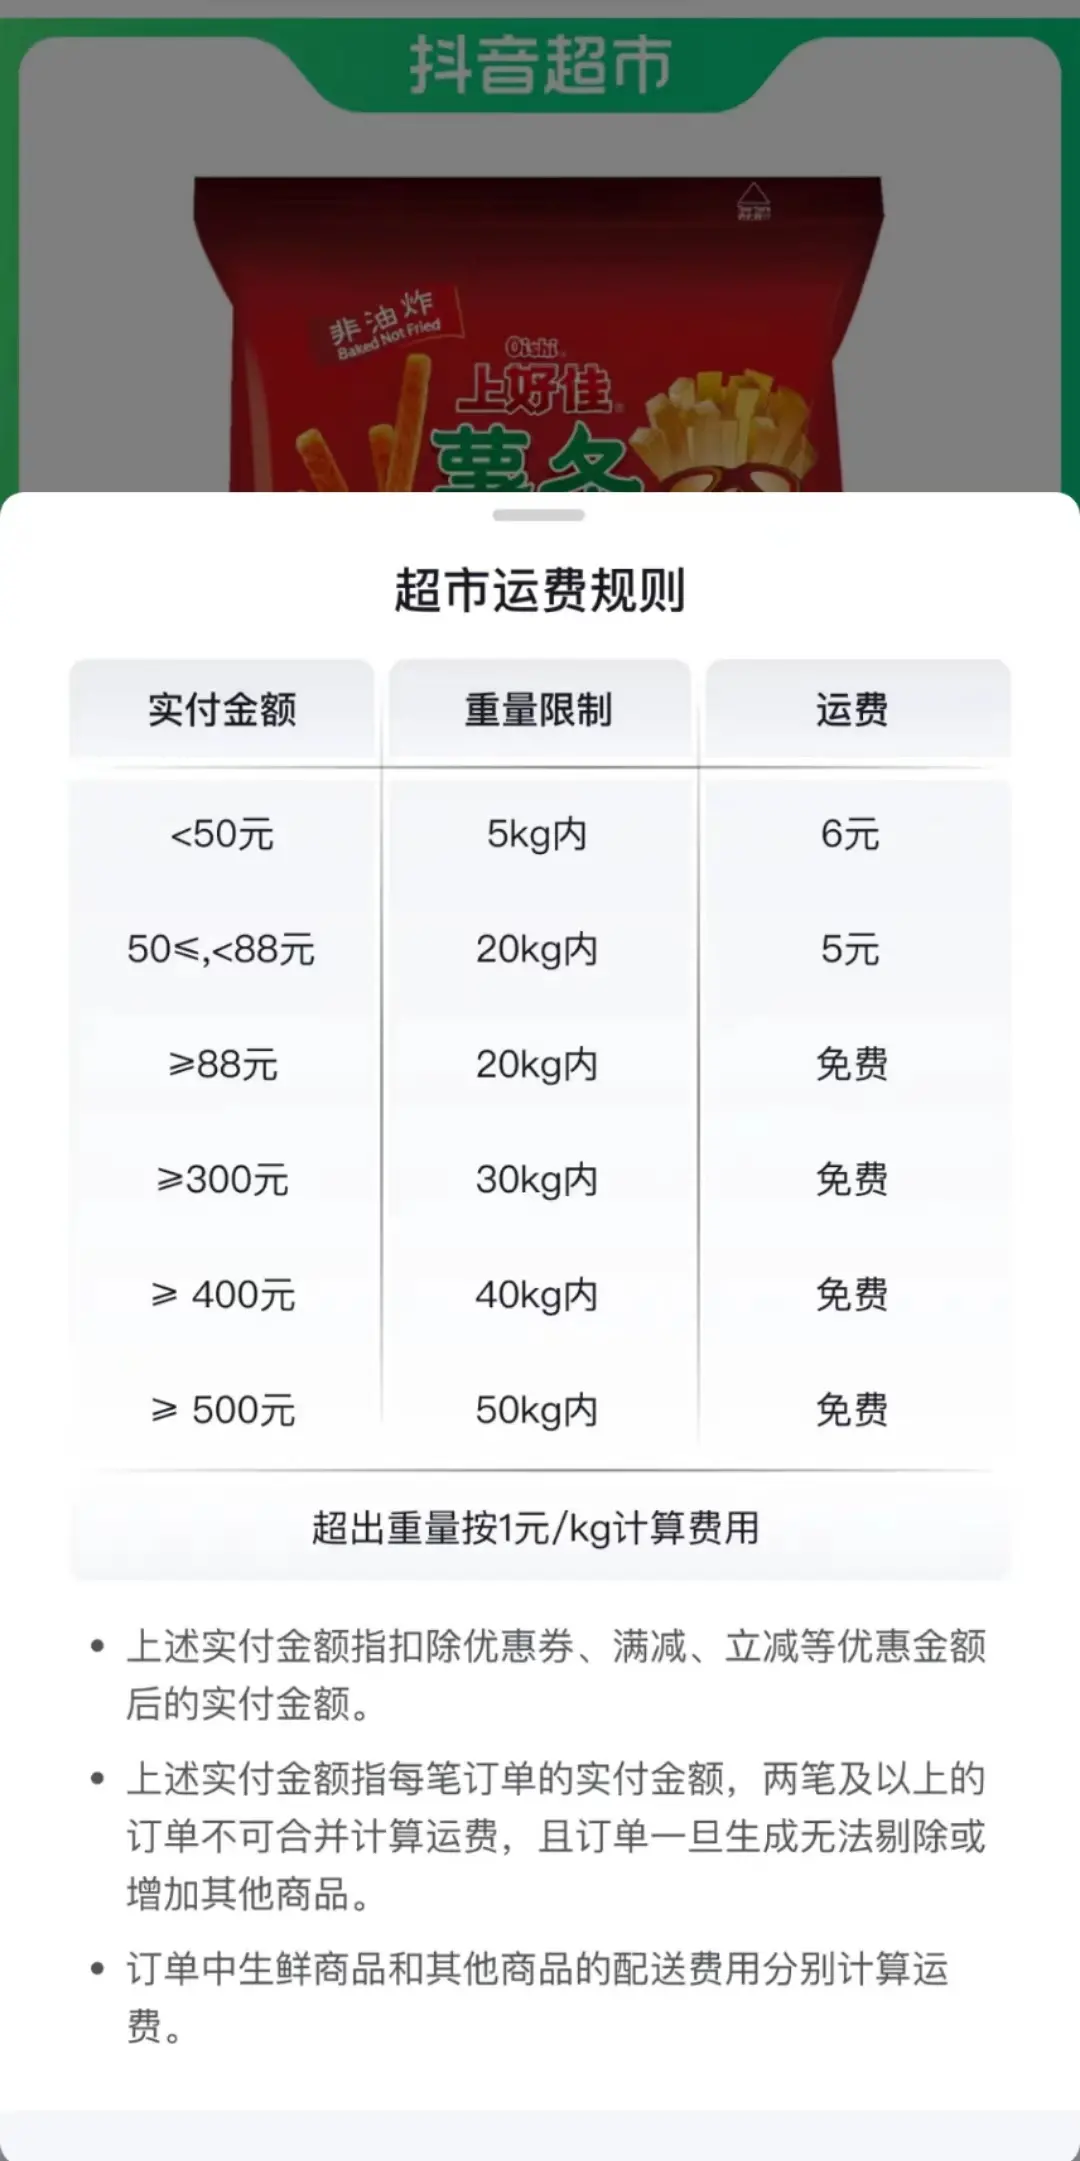 抖音超市
非油炸
Baked Not Fried
Oishi
上好佳
薯条
超市运费规则
实付金额 重量限制 运费
<50元 5kg内 6元
50≤,<88元 20kg内 5元
≥88元 20kg内 免费
≥300元 30kg内 免费
≥ 400元 40kg内 免费
≥ 500元 50kg内 免费
超出重量按1元/kg计算费用
• 上述实付金额指扣除优惠券、满减、立减等优惠金额
后的实付金额。
• 上述实付金额指每笔订单的实付金额，两笔及以上的
订单不可合并计算运费，且订单一旦生成无法剔除或
增加其他商品。
• 订单中生鲜商品和其他商品的配送费用分别计算运
费。